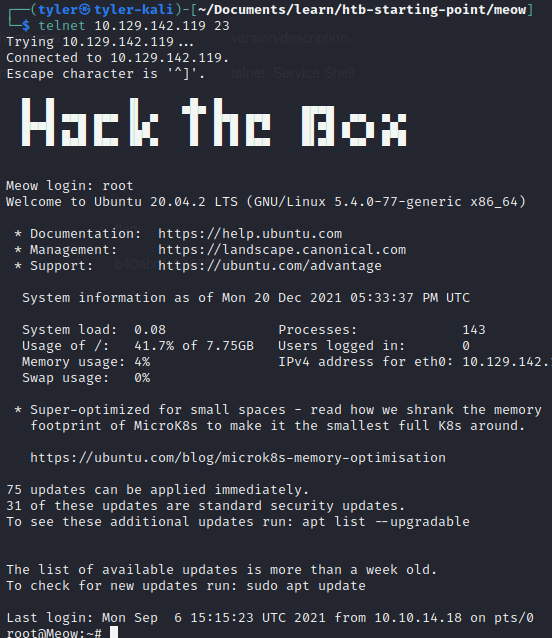 ┌──(tyler㉿tyler-kali)-[~/Documents/learn/htb-starting-point/meow]
└─$ telnet 10.129.142.119 23
Trying 10.129.142.119...
version/description
Connected to 10.129.142.119.
Escape character is '^]'.
telnet Service Shell
Hack the Box
Meow login: root
Welcome to Ubuntu 20.04.2 LTS (GNU/Linux 5.4.0-77-generic x86_64)
* Documentation: https://help.ubuntu.com
* Management: https://landscape.canonical.com
* Support: https://ubuntu.com/advantage
System information as of Mon 20 Dec 2021 05:33:37 PM UTC
System load: 0.08 Processes: 143
Usage of /: 41.7% of 7.75GB Users logged in: 0
Memory usage: 4% IPv4 address for eth0: 10.129.142.1
Swap usage: 0%
* Super-optimized for small spaces - read how we shrank the memory
footprint of MicroK8s to make it the smallest full K8s around.
https://ubuntu.com/blog/microk8s-memory-optimisation
75 updates can be applied immediately.
31 of these updates are standard security updates.
To see these additional updates run: apt list --upgradable
The list of available updates is more than a week old.
To check for new updates run: sudo apt update
Last login: Mon Sep 6 15:15:23 UTC 2021 from 10.10.14.18 on pts/0
root@Meow:~#